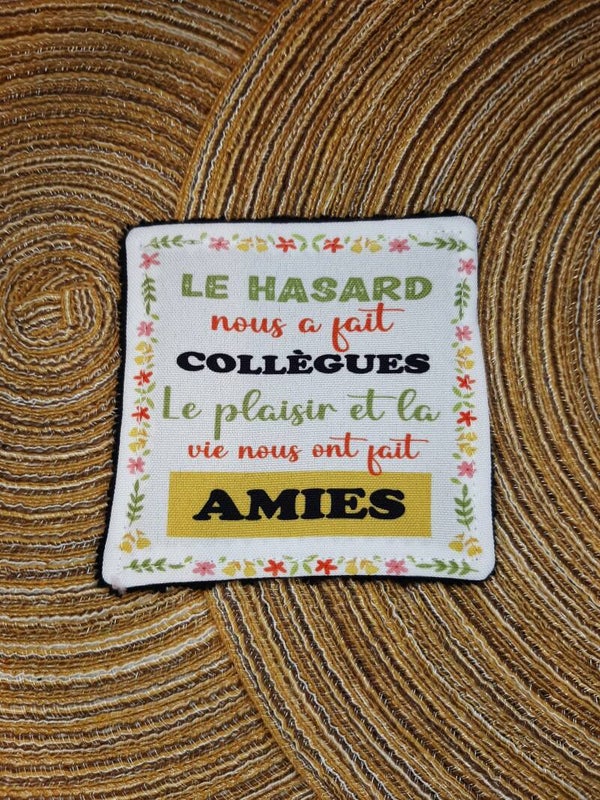 LE HASARD
nous a fait
COLLÈGUES
Le plaisir et la
vie nous ont fait
AMIES